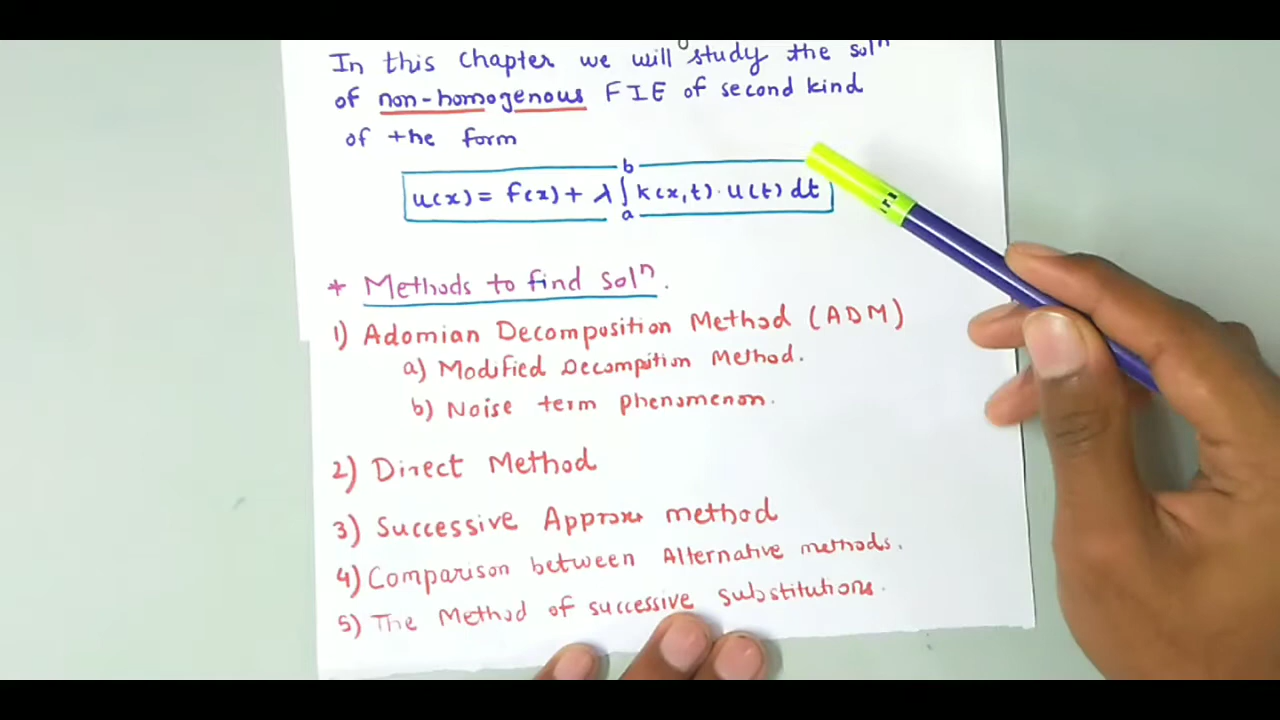 In this chapter we will study the solⁿ
of non-homogenous FIE of second kind
of the form
u(x) = f(x) + λ ∫ₐᵇ k(x,t) · u(t) dt
* Methods to find solⁿ.
1) Adomian Decomposition Method (ADM)
a) Modified Decompition Method.
b) Noise term phenomenon.
2) Direct Method
3) Successive Approx method
4) Comparison between Alternative methods.
5) The Method of successive substitutions.